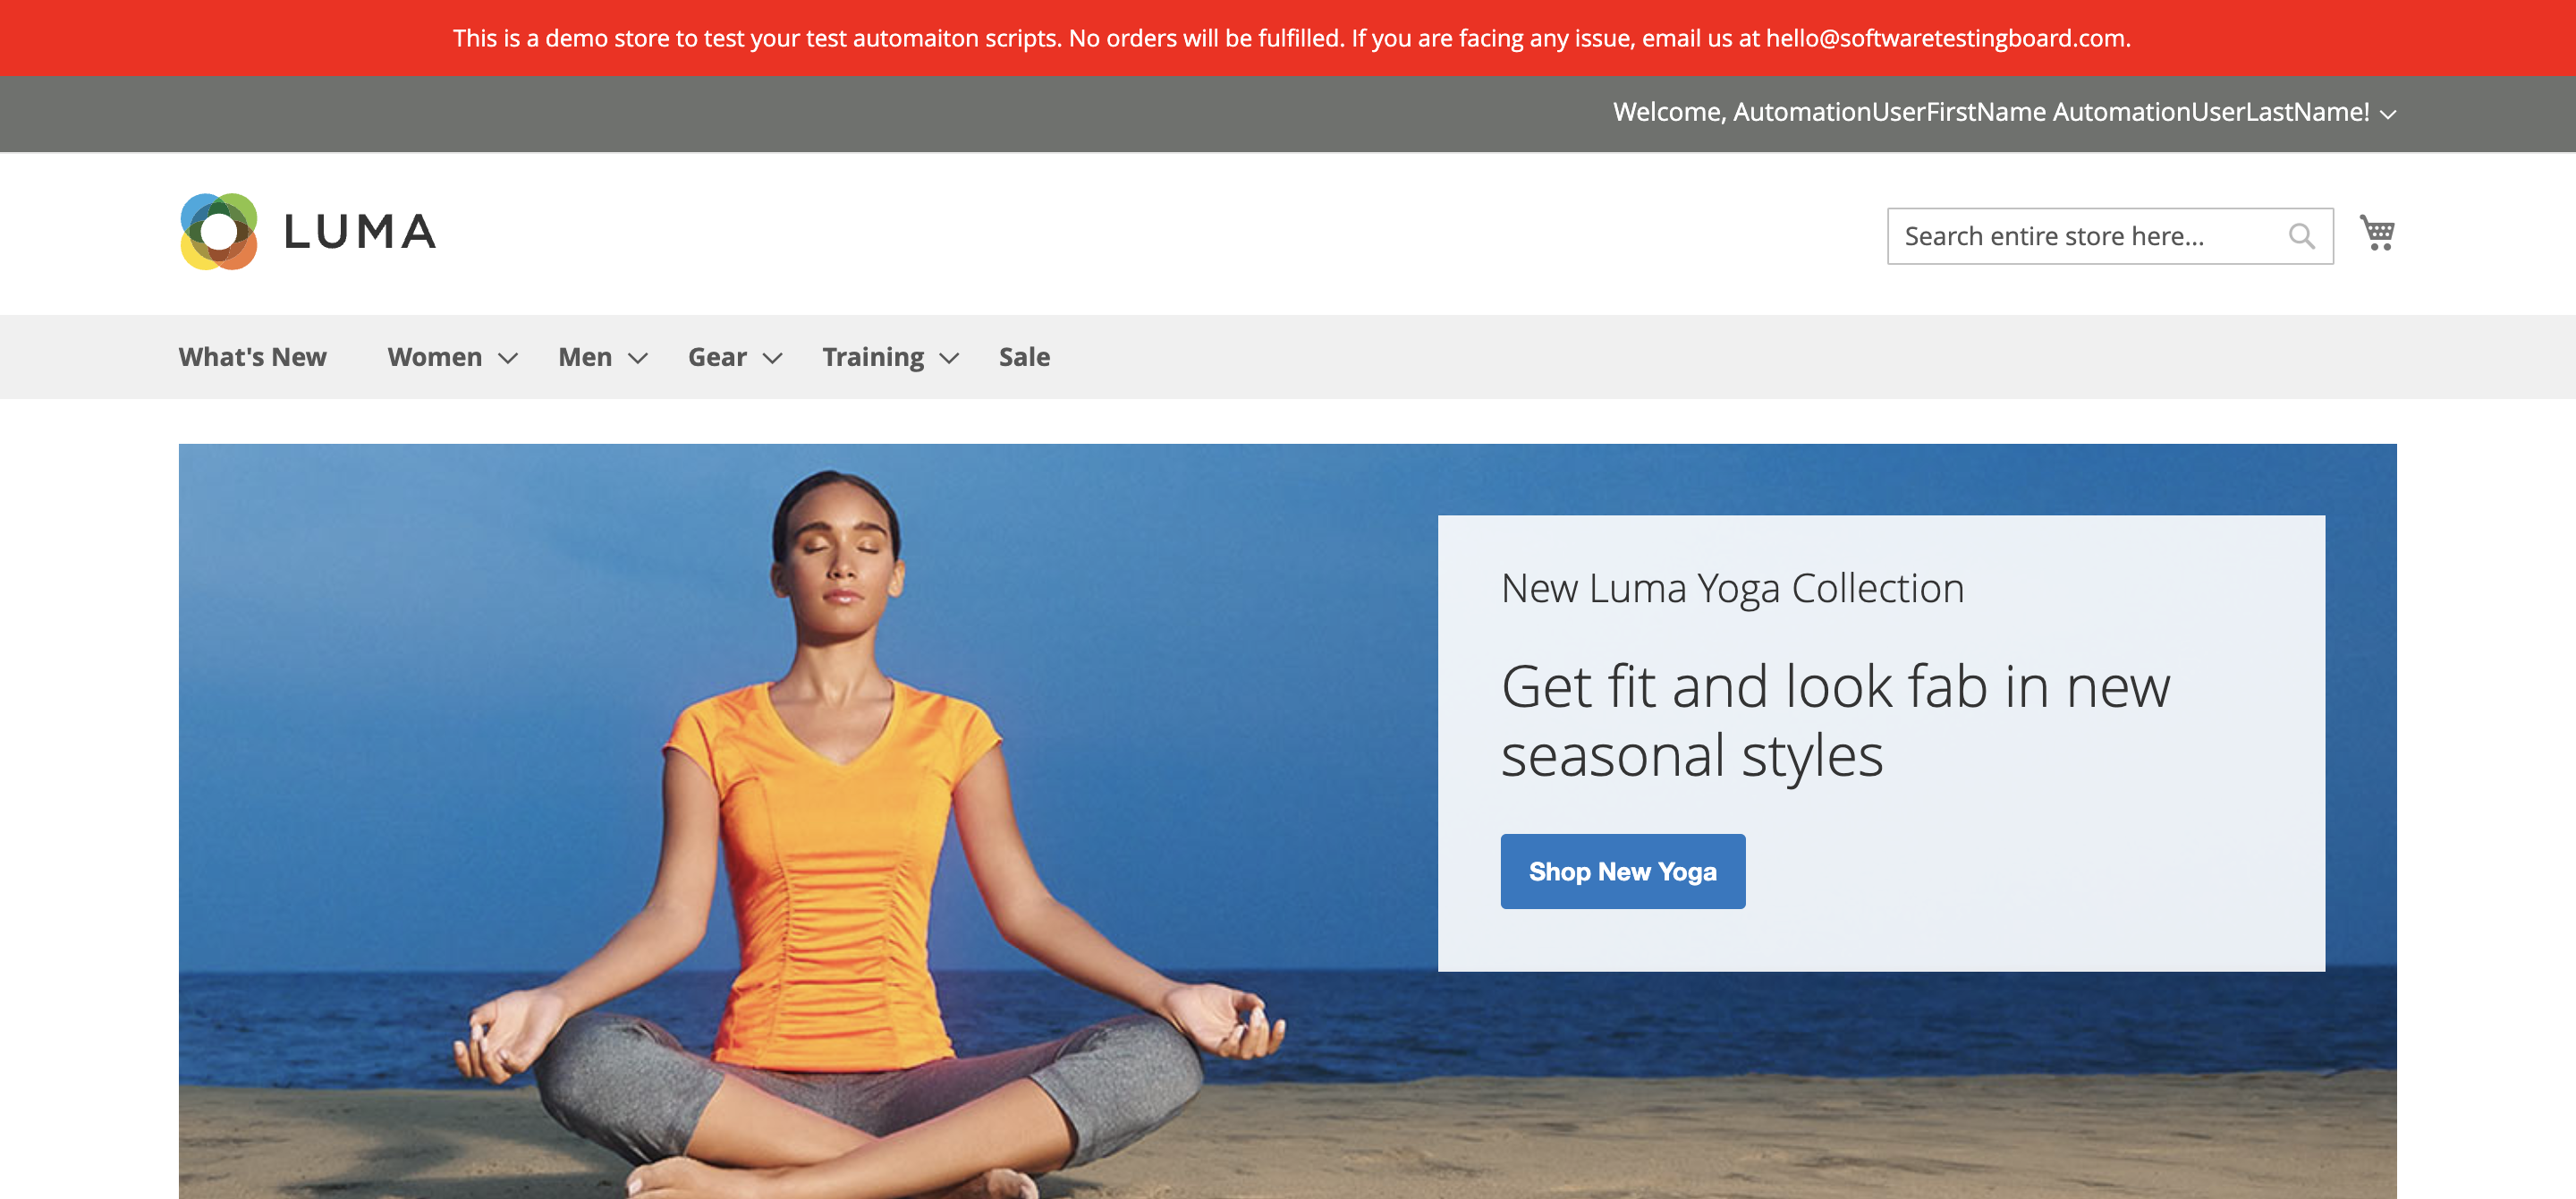 This is a demo store to test your test automaiton scripts. No orders will be fulfilled. If you are facing any issue, email us at hello@softwaretestingboard.com.
Welcome, AutomationUserFirstName AutomationUserLastName!
LUMA
Search entire store here...
What's New Women Men Gear Training Sale
New Luma Yoga Collection
Get fit and look fab in new
seasonal styles
Shop New Yoga